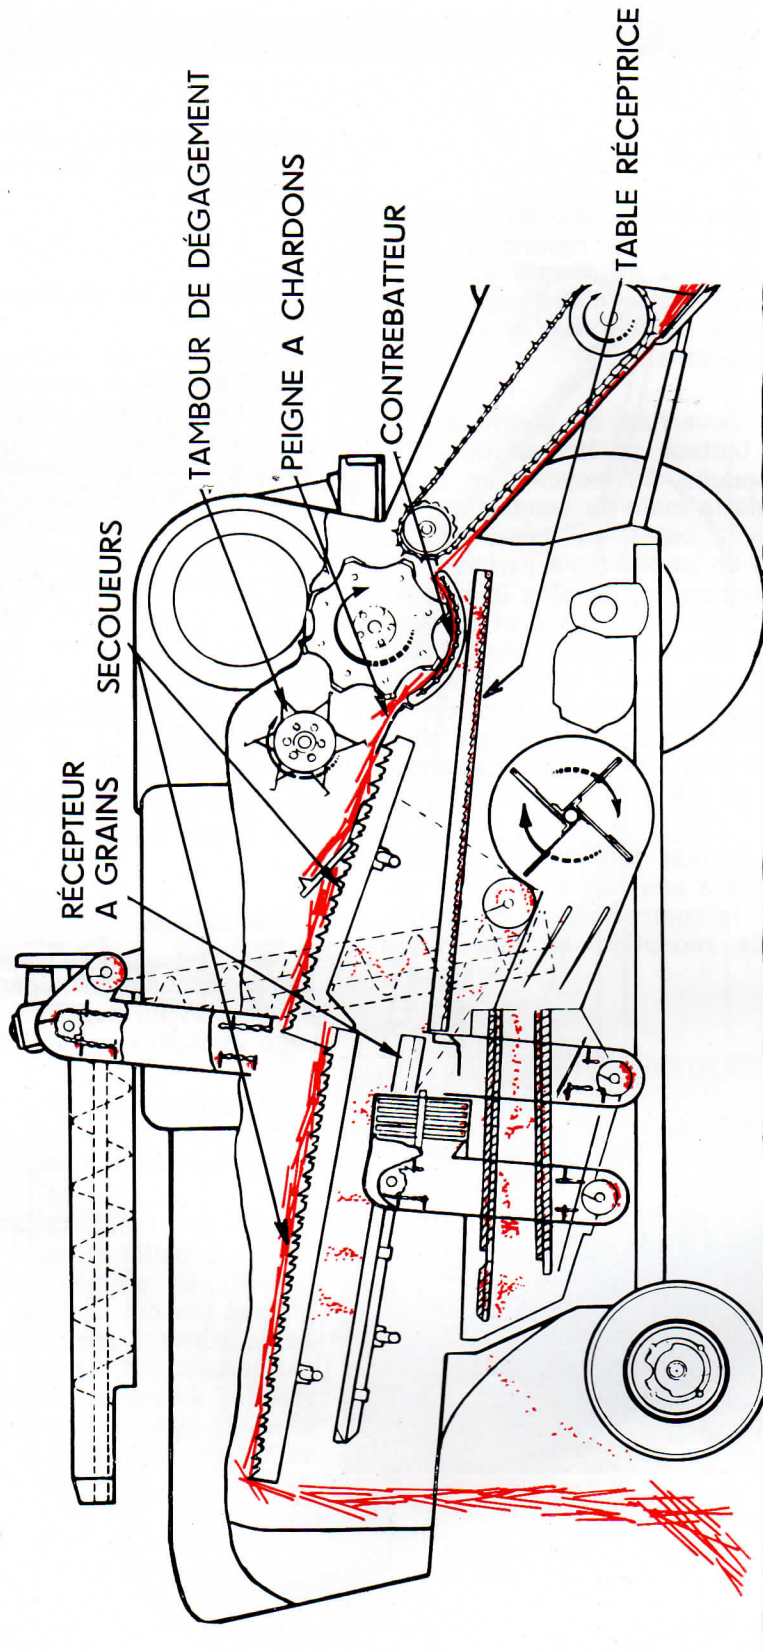 RÉCEPTEUR
A GRAINS
SECOUEURS
TAMBOUR DE DÉGAGEMENT
PEIGNE A CHARDONS
CONTREBATTEUR
TABLE RÉCEPTRICE